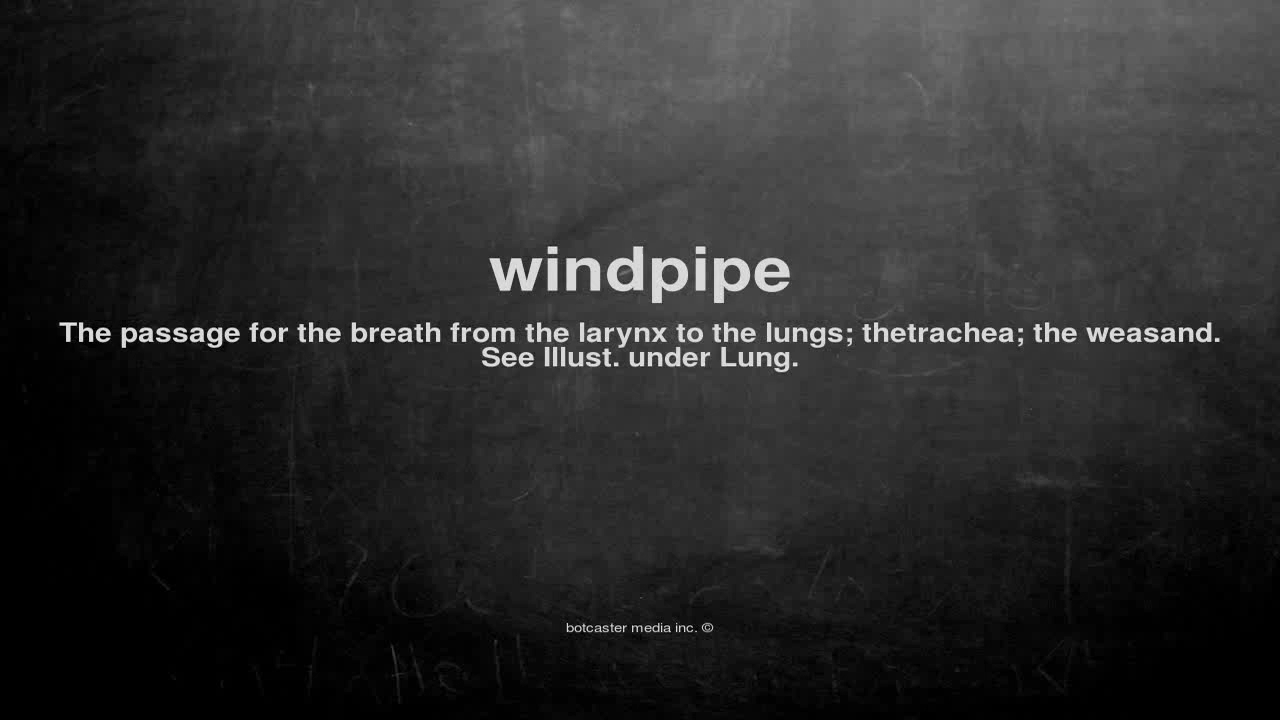 windpipe
The passage for the breath from the larynx to the lungs; thetrachea; the weasand.
See Illust. under Lung.
botcaster media inc. ©